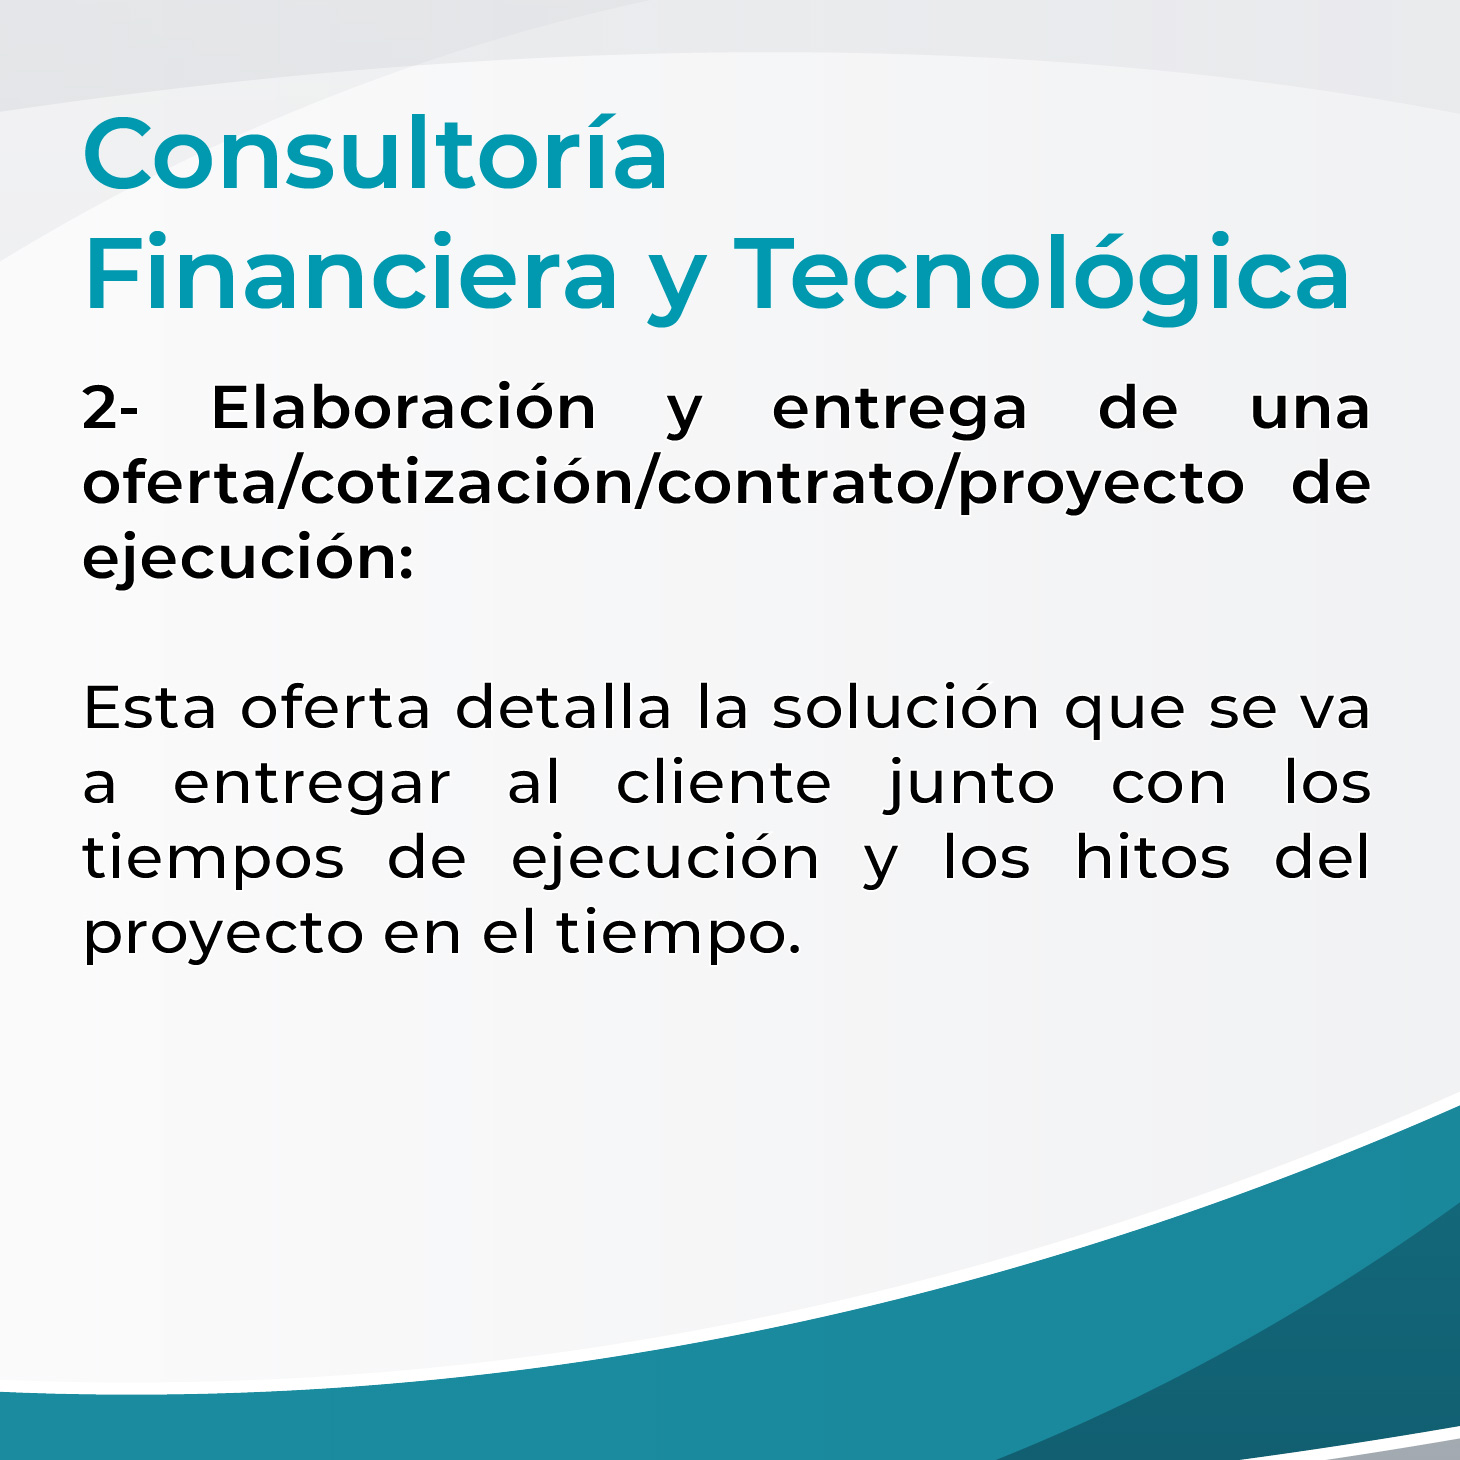 Consultoría
Financiera y Tecnológica
2- Elaboración y entrega de una
oferta/cotización/contrato/proyecto de
ejecución:
Esta oferta detalla la solución que se va
a entregar al cliente junto con los
tiempos de ejecución y los hitos del
proyecto en el tiempo.